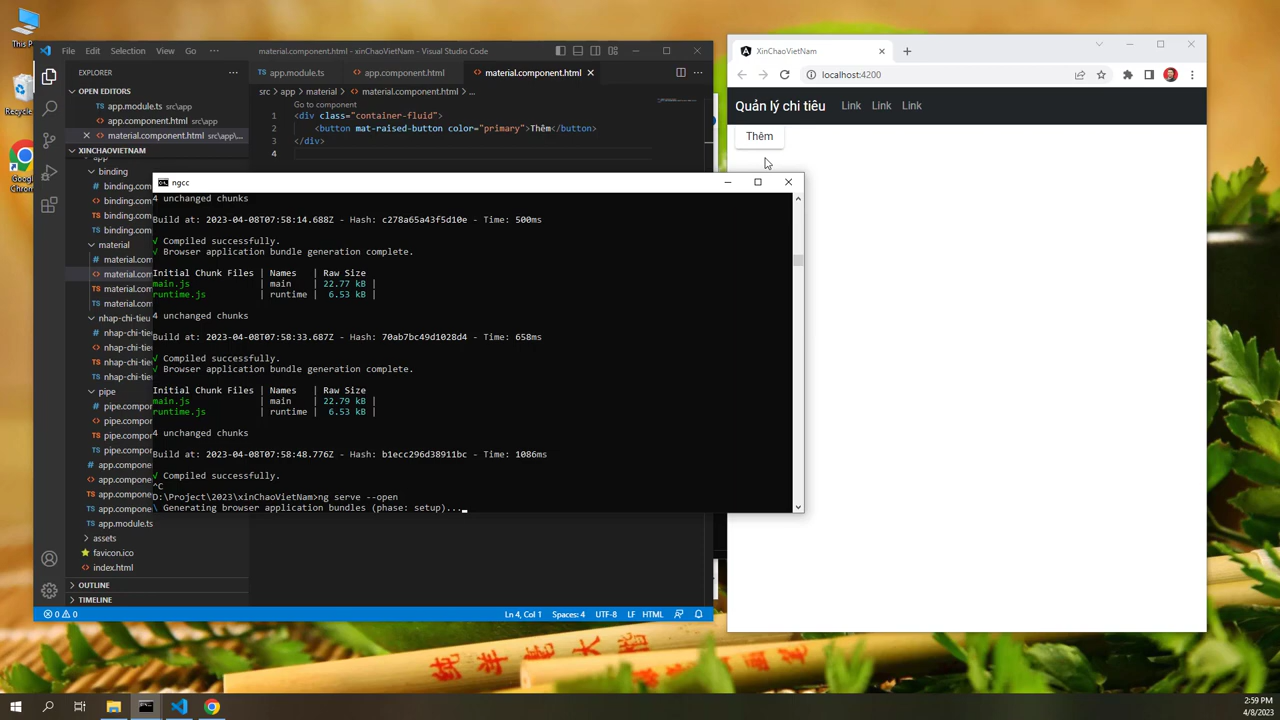 This P
Recycle
Google
Chrome
File Edit Selection View Go ··· material.component.html - xinChaoVietNam - Visual Studio Code
EXPLORER ···
OPEN EDITORS
app.module.ts src\app
app.component.html src\app
material.component.html src\app\...
XINCHAOVIETNAM
app
binding
binding.com
binding.com
binding.com
binding.com
material
material.com
material.com
material.com
material.com
nhap-chi-tieu
nhap-chi-tie
nhap-chi-tie
nhap-chi-tie
pipe
pipe.compo
pipe.compo
pipe.compo
pipe.compo
app.compone
app.compone
app.compone
app.compone
app.module.ts
assets
favicon.ico
index.html
OUTLINE
TIMELINE
app.module.ts app.component.html material.component.html
src > app > material > material.component.html > ...
Go to component
1 <div class="container-fluid">
2 <button mat-raised-button color="primary">Thêm</button>
3 </div>
4
0 0 Ln 4, Col 1 Spaces: 4 UTF-8 LF HTML
ngcc
4 unchanged chunks
Build at: 2023-04-08T07:58:14.688Z - Hash: c278a65a43f5d10e - Time: 500ms
√ Compiled successfully.
√ Browser application bundle generation complete.
Initial Chunk Files | Names | Raw Size
main.js | main | 22.77 kB |
runtime.js | runtime | 6.53 kB |
4 unchanged chunks
Build at: 2023-04-08T07:58:33.687Z - Hash: 70ab7bc49d1028d4 - Time: 658ms
√ Compiled successfully.
√ Browser application bundle generation complete.
Initial Chunk Files | Names | Raw Size
main.js | main | 22.79 kB |
runtime.js | runtime | 6.53 kB |
4 unchanged chunks
Build at: 2023-04-08T07:58:48.776Z - Hash: b1ecc296d38911bc - Time: 1086ms
√ Compiled successfully.
^C
D:\Project\2023\xinChaoVietNam>ng serve --open
\ Generating browser application bundles (phase: setup)...
XinChaoVietNam
localhost:4200
Quản lý chi tiêu Link Link Link
Thêm
2:59 PM
4/8/2023